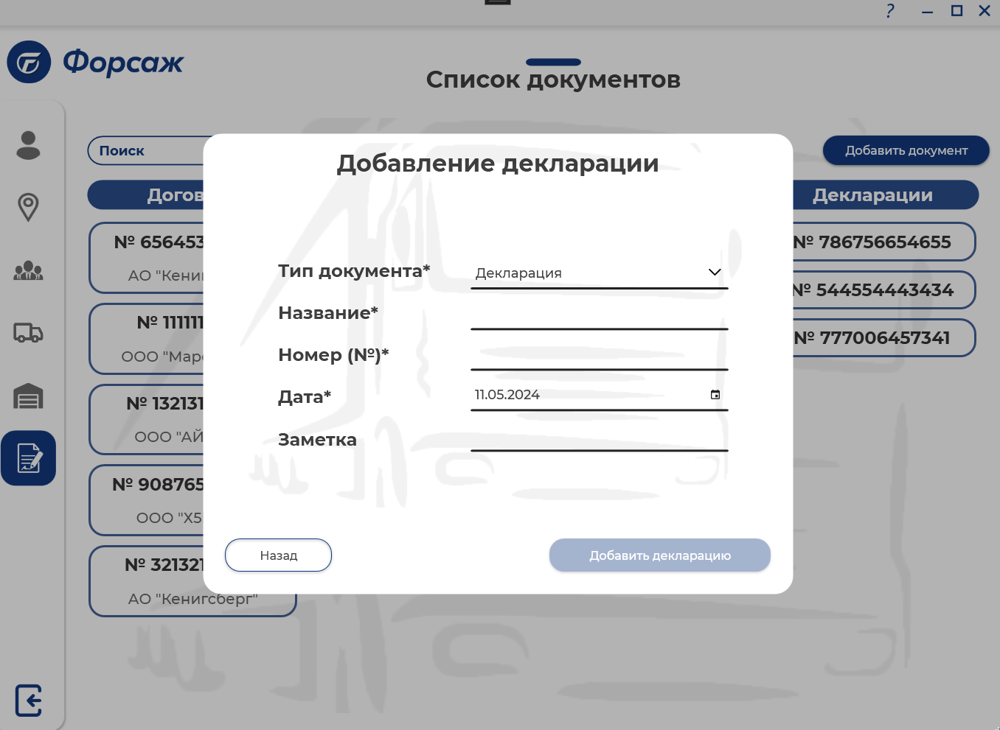 ?
Форсаж
Список документов
Поиск
Добавить документ
Догов
Декларации
№ 656453
АО "Кени
№ 111111
ООО "Маро
№ 132131
ООО "АЙ
№ 908765
ООО "Х5
№ 321321
АО "Кенигсберг"
№ 786756654655
№ 544554443434
№ 777006457341
Добавление декларации
Тип документа*
Декларация
Название*
Номер (№)*
Дата*
11.05.2024
Заметка
Назад
Добавить декларацию